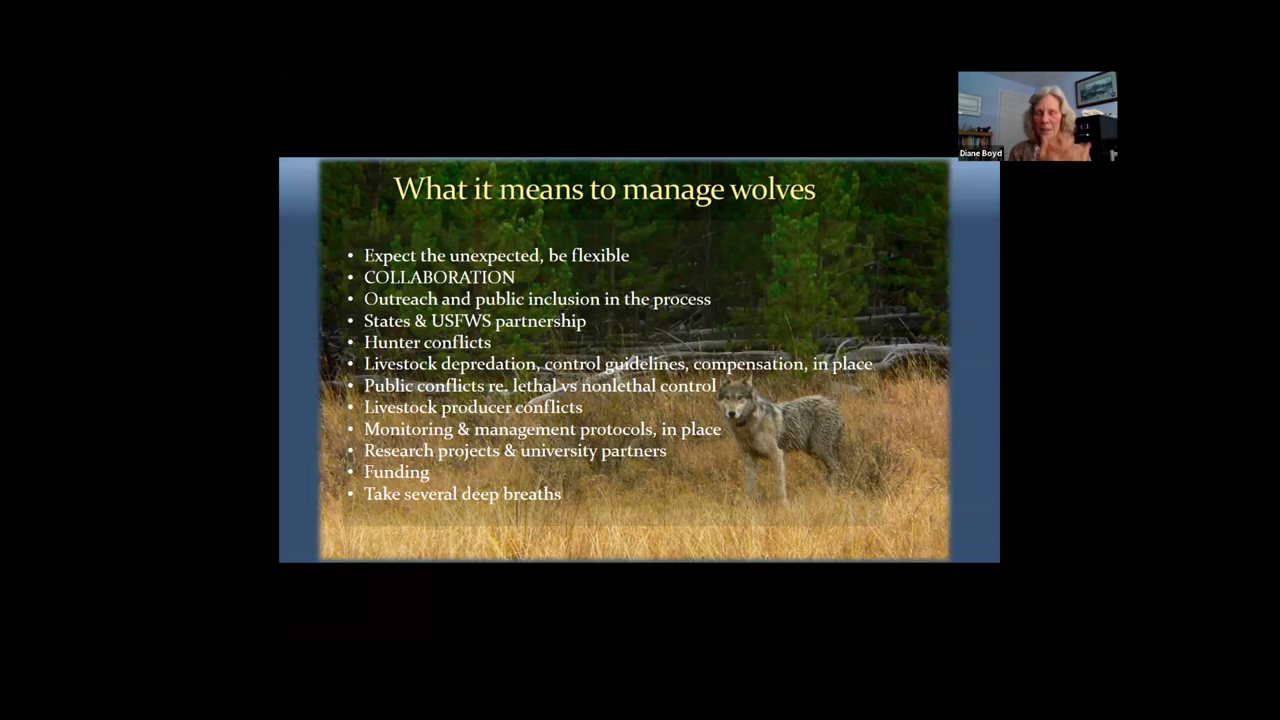 Diane Boyd
What it means to manage wolves
• Expect the unexpected, be flexible
• COLLABORATION
• Outreach and public inclusion in the process
• States & USFWS partnership
• Hunter conflicts
• Livestock depredation, control guidelines, compensation, in place
• Public conflicts re. lethal vs nonlethal control
• Livestock producer conflicts
• Monitoring & management protocols, in place
• Research projects & university partners
• Funding
• Take several deep breaths